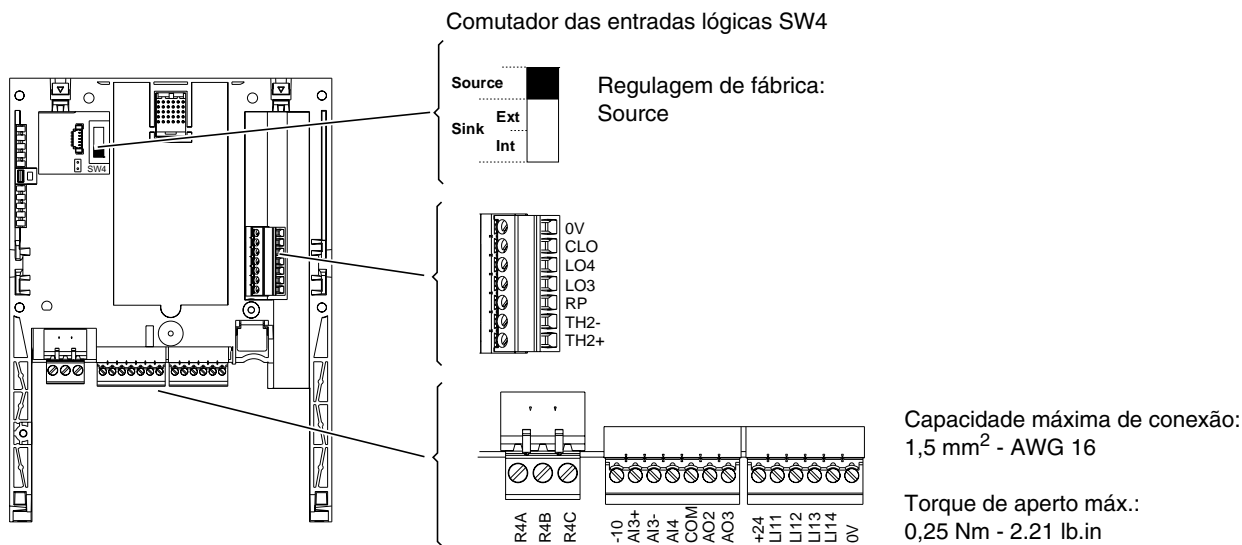 Comutador das entradas lógicas SW4
Source
Sink
Ext
Int
Regulagem de fábrica:
Source
SW4
0V
CLO
LO4
LO3
RP
TH2-
TH2+
R4A
R4B
R4C
-10
AI3+
AI3-
AI4
COM
AO2
AO3
+24
LI11
LI12
LI13
LI14
0V
Capacidade máxima de conexão:
1,5 mm² - AWG 16
Torque de aperto máx.:
0,25 Nm - 2.21 lb.in